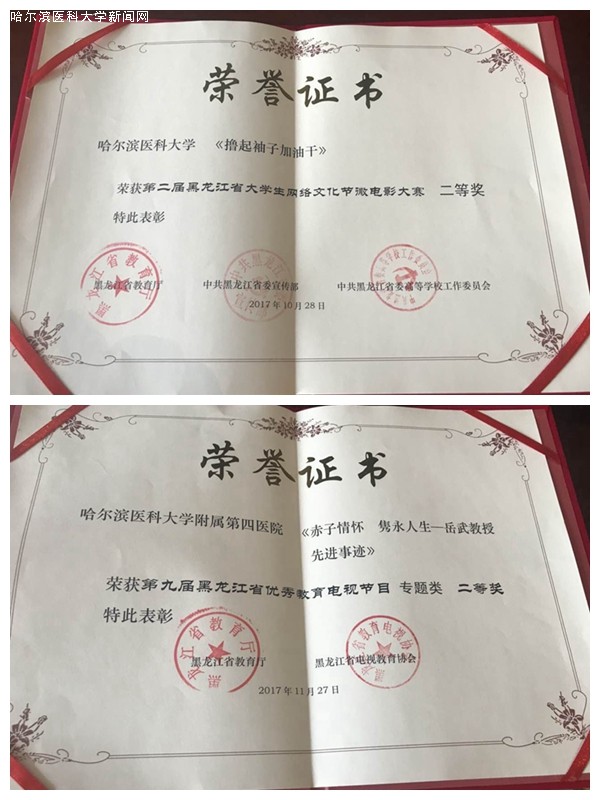 哈尔滨医科大学新闻网
荣誉证书
哈尔滨医科大学 《撸起袖子加油干》
荣获第二届黑龙江省大学生网络文化节微电影大赛 二等奖
特此表彰
黑龙江省教育厅
黑龙江省教育厅 中共黑龙江省委宣传部 中共黑龙江省委高等学校工作委员会
2017年10月28日
荣誉证书
哈尔滨医科大学附属第四医院 《赤子情怀 隽永人生—岳武教授
先进事迹》
荣获第九届黑龙江省优秀教育电视节目 专题类 二等奖
特此表彰
黑龙江省教育厅
黑龙江省教育厅 黑龙江省电视教育协会
2017年11月27日